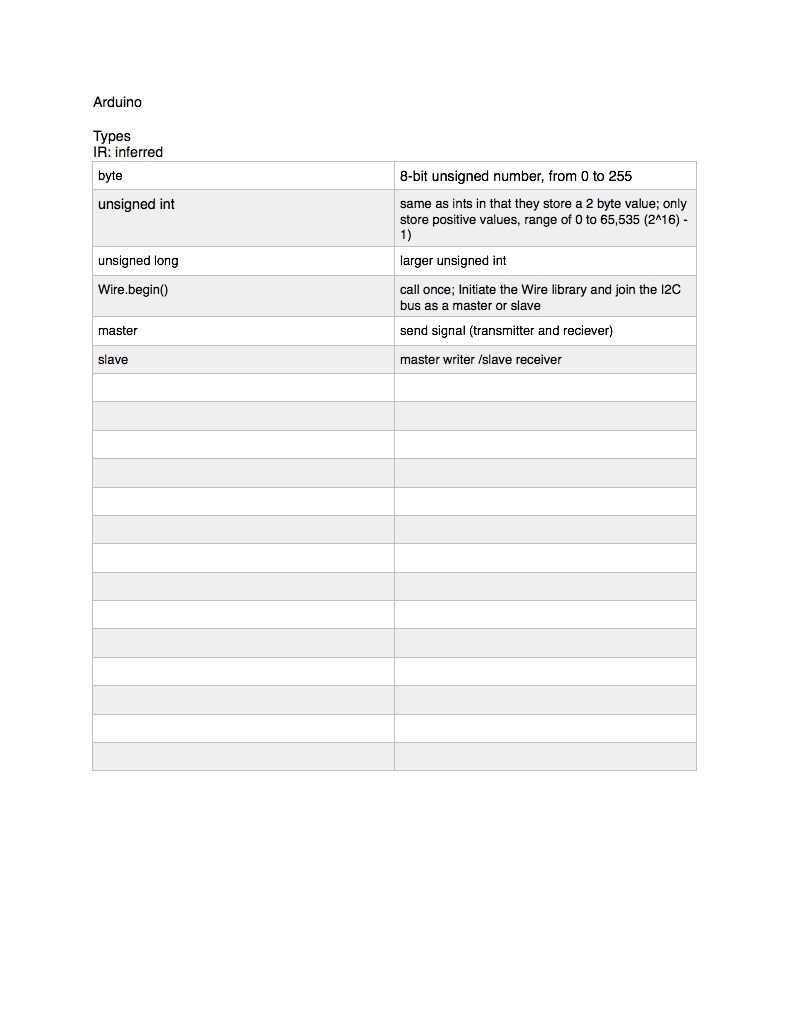 Arduino
Types
IR: inferred
byte
8-bit unsigned number, from 0 to 255
unsigned int
same as ints in that they store a 2 byte value; only
store positive values, range of 0 to 65,535 (2^16) -
1)
unsigned long
larger unsigned int
Wire.begin()
call once; Initiate the Wire library and join the I2C
bus as a master or slave
master
send signal (transmitter and reciever)
slave
master writer /slave receiver